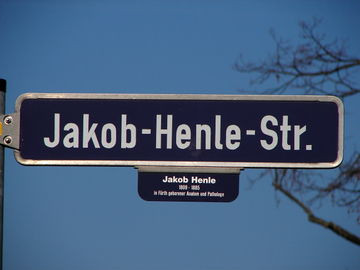 Jakob-Henle-Str.
Jakob Henle
1809 - 1885
in Fürth geborener Anatom und Pathologe